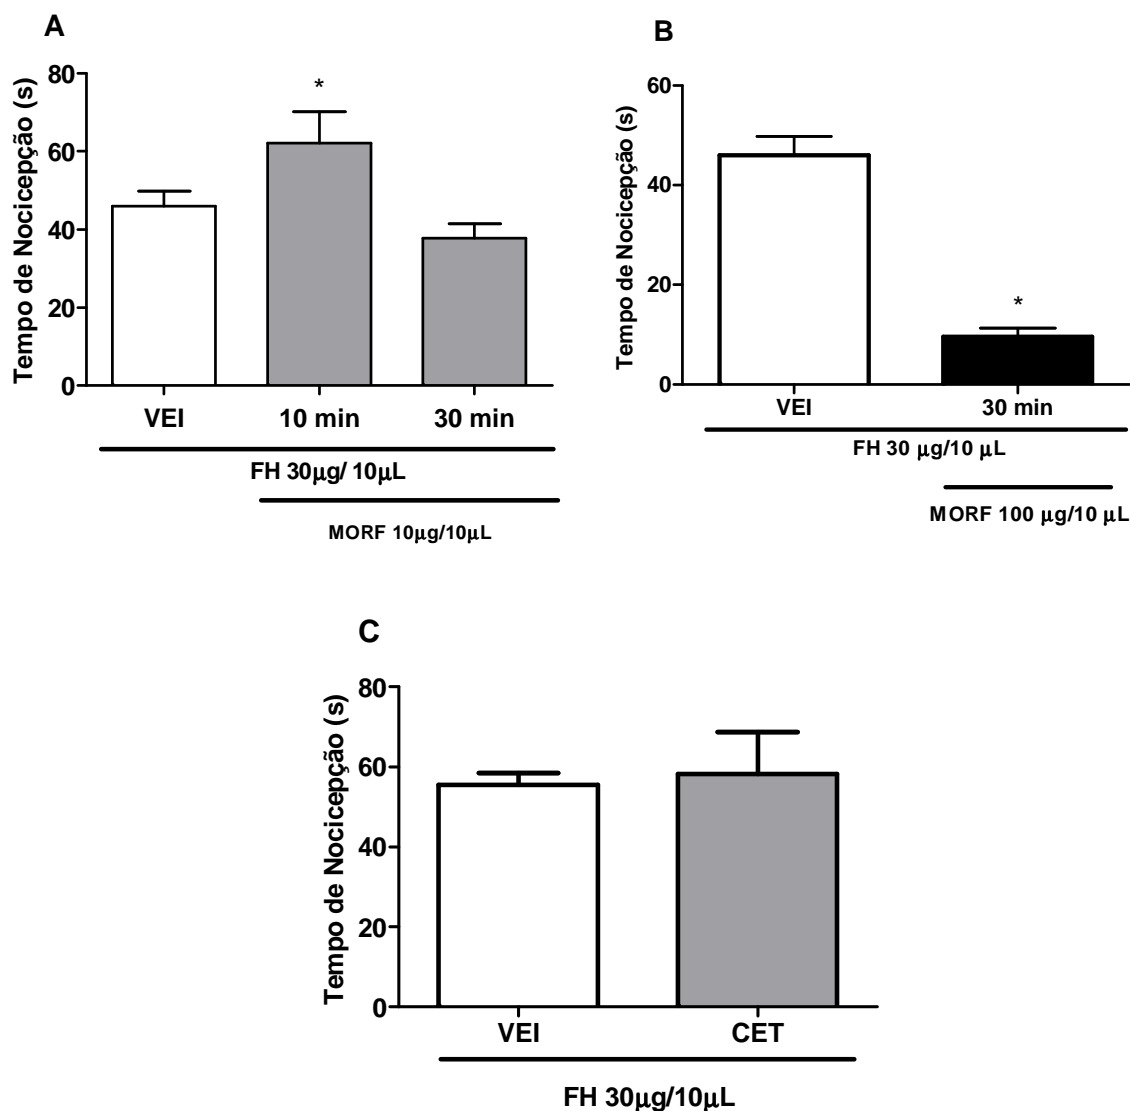 A
Tempo de Nocicepção (s)
80
60
40
20
0
*
VEI
10 min
30 min
FH 30μg/ 10μL
MORF 10μg/10μL
B
Tempo de Nocicepção (s)
60
40
20
0
*
VEI
30 min
FH 30 μg/10 μL
MORF 100 μg/10 μL
C
Tempo de Nocicepção (s)
80
60
40
20
0
VEI
CET
FH 30μg/10μL